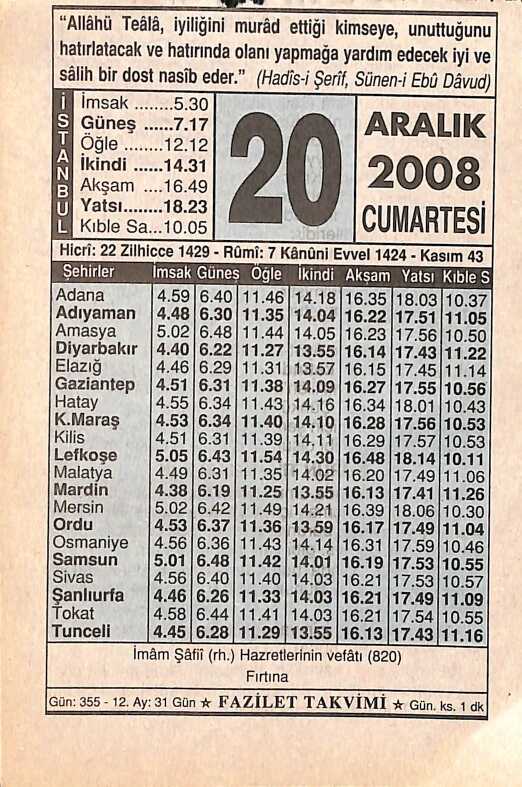 “Allâhü Teâlâ, iyiliğini murâd ettiği kimseye, unuttuğunu
hatırlatacak ve hatırında olanı yapmağa yardım edecek iyi ve
sâlih bir dost nasîb eder.” (Hadîs-i Şerîf, Sünen-i Ebû Dâvud)
İSTANBUL
İmsak ........5.30
Güneş ......7.17
Öğle ........12.12
İkindi ......14.31
Akşam ....16.49
Yatsı........18.23
Kıble Sa...10.05
20
ARALIK
2008
CUMARTESİ
Hicrî: 22 Zilhicce 1429 - Rûmî: 7 Kânûni Evvel 1424 - Kasım 43
Şehirler İmsak Güneş Öğle İkindi Akşam Yatsı Kıble S
Adana 4.59 6.40 11.46 14.18 16.35 18.03 10.37
Adıyaman 4.48 6.30 11.35 14.04 16.22 17.51 11.05
Amasya 5.02 6.48 11.44 14.05 16.23 17.56 10.50
Diyarbakır 4.40 6.22 11.27 13.55 16.14 17.43 11.22
Elazığ 4.46 6.29 11.31 13.57 16.15 17.45 11.14
Gaziantep 4.51 6.31 11.38 14.09 16.27 17.55 10.56
Hatay 4.55 6.34 11.43 14.16 16.34 18.01 10.43
K.Maraş 4.53 6.34 11.40 14.10 16.28 17.56 10.53
Kilis 4.51 6.31 11.39 14.11 16.29 17.57 10.53
Lefkoşe 5.05 6.43 11.54 14.30 16.48 18.14 10.11
Malatya 4.49 6.31 11.35 14.02 16.20 17.49 11.06
Mardin 4.38 6.19 11.25 13.55 16.13 17.41 11.26
Mersin 5.02 6.42 11.49 14.21 16.39 18.06 10.30
Ordu 4.53 6.37 11.36 13.59 16.17 17.49 11.04
Osmaniye 4.56 6.36 11.43 14.14 16.31 17.59 10.46
Samsun 5.01 6.48 11.42 14.01 16.19 17.53 10.55
Sivas 4.56 6.40 11.40 14.03 16.21 17.53 10.57
Şanlıurfa 4.46 6.26 11.33 14.03 16.21 17.49 11.09
Tokat 4.58 6.44 11.41 14.03 16.21 17.54 10.55
Tunceli 4.45 6.28 11.29 13.55 16.13 17.43 11.16
İmâm Şâfiî (rh.) Hazretlerinin vefâtı (820)
Fırtına
Gün: 355 - 12. Ay: 31 Gün ★ FAZİLET TAKVİMİ ★ Gün. ks. 1 dk